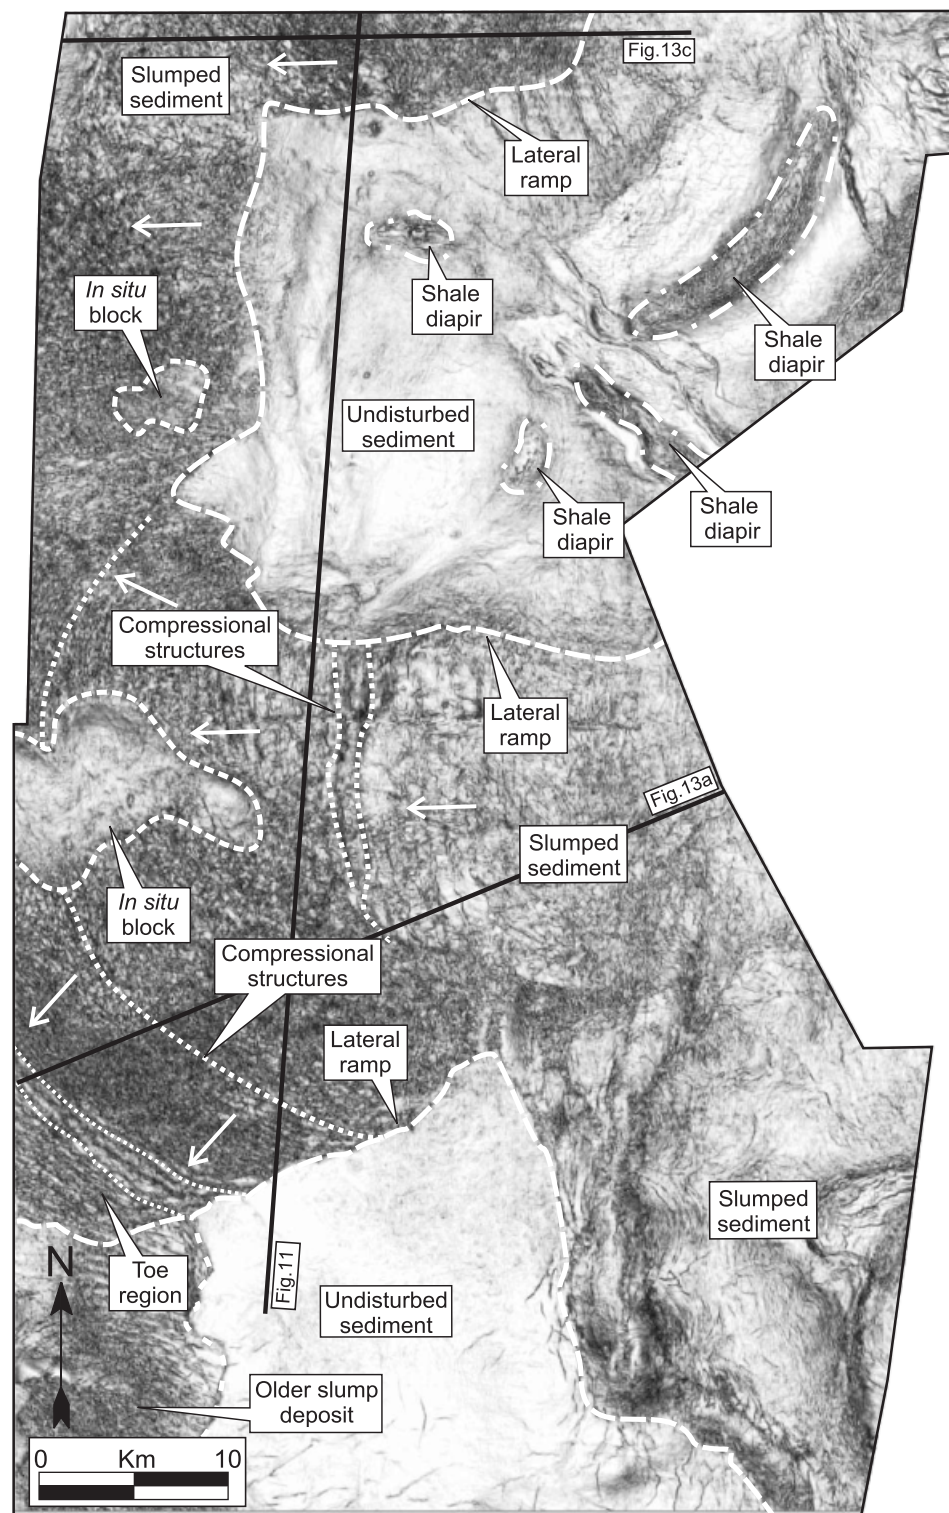 Fig.13c
Slumped
sediment
Lateral
ramp
In situ
block
Shale
diapir
Shale
diapir
Undisturbed
sediment
Shale
diapir
Shale
diapir
Compressional
structures
Lateral
ramp
Fig.13a
Slumped
sediment
In situ
block
Compressional
structures
Lateral
ramp
Slumped
sediment
N
Toe
region
Fig.11
Undisturbed
sediment
Older slump
deposit
0 Km 10